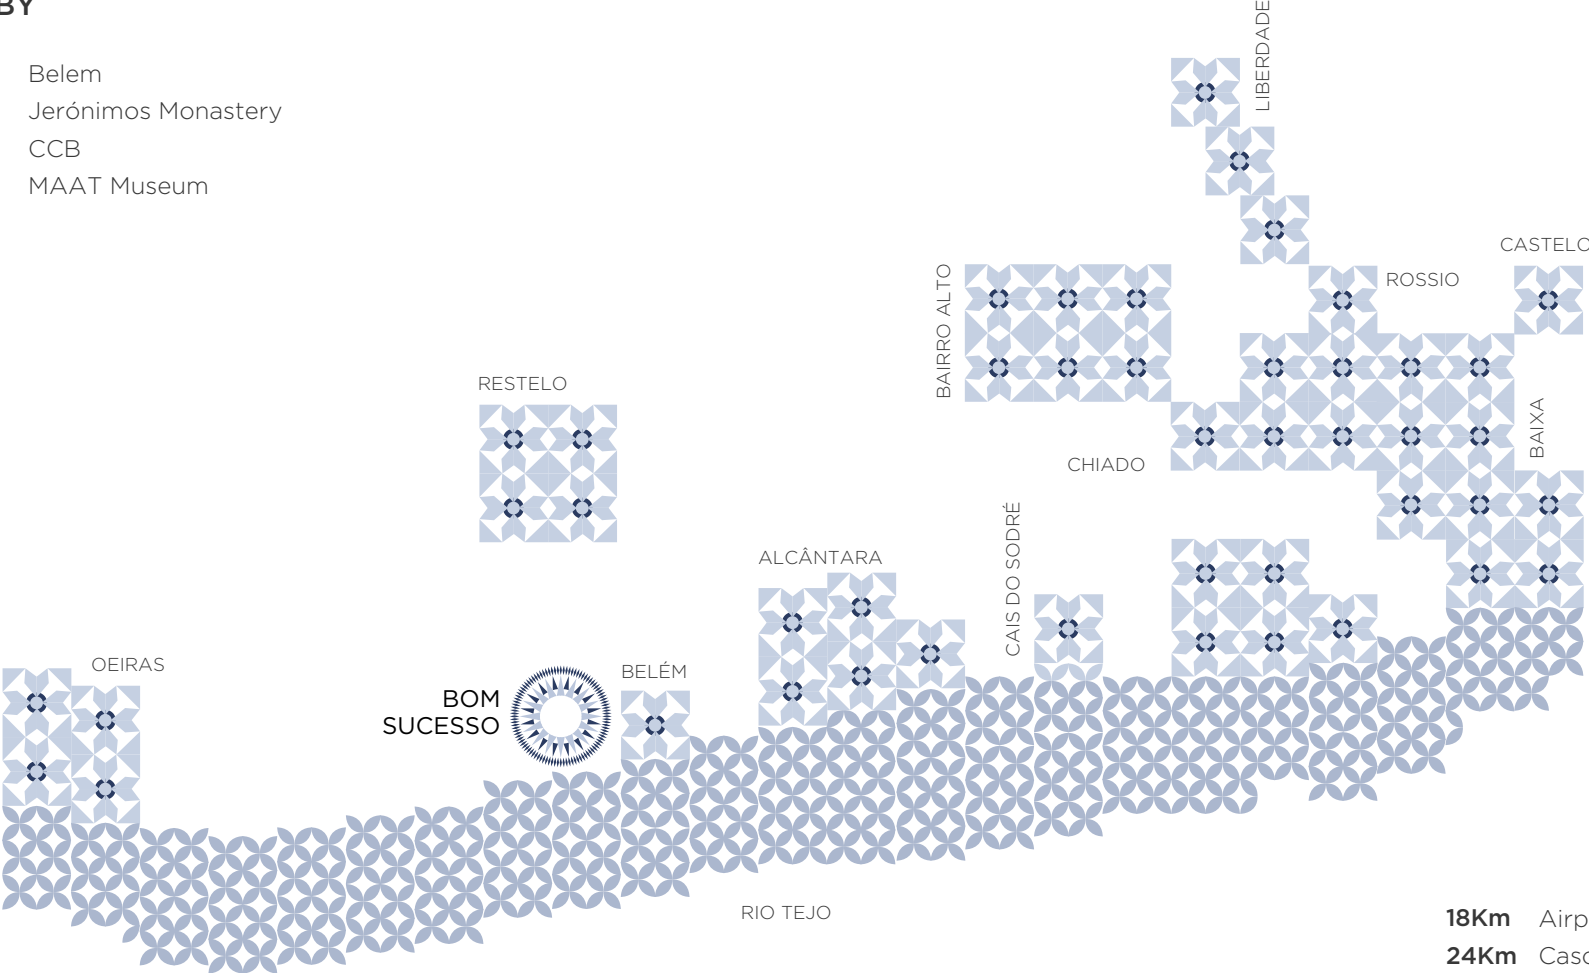 BY
Belem
Jerónimos Monastery
CCB
MAAT Museum
LIBERDADE
CASTELO
ROSSIO
BAIRRO ALTO
RESTELO
BAIXA
CHIADO
CAIS DO SODRÉ
ALCÂNTARA
OEIRAS
BELÉM
BOM
SUCESSO
RIO TEJO
18Km
24Km